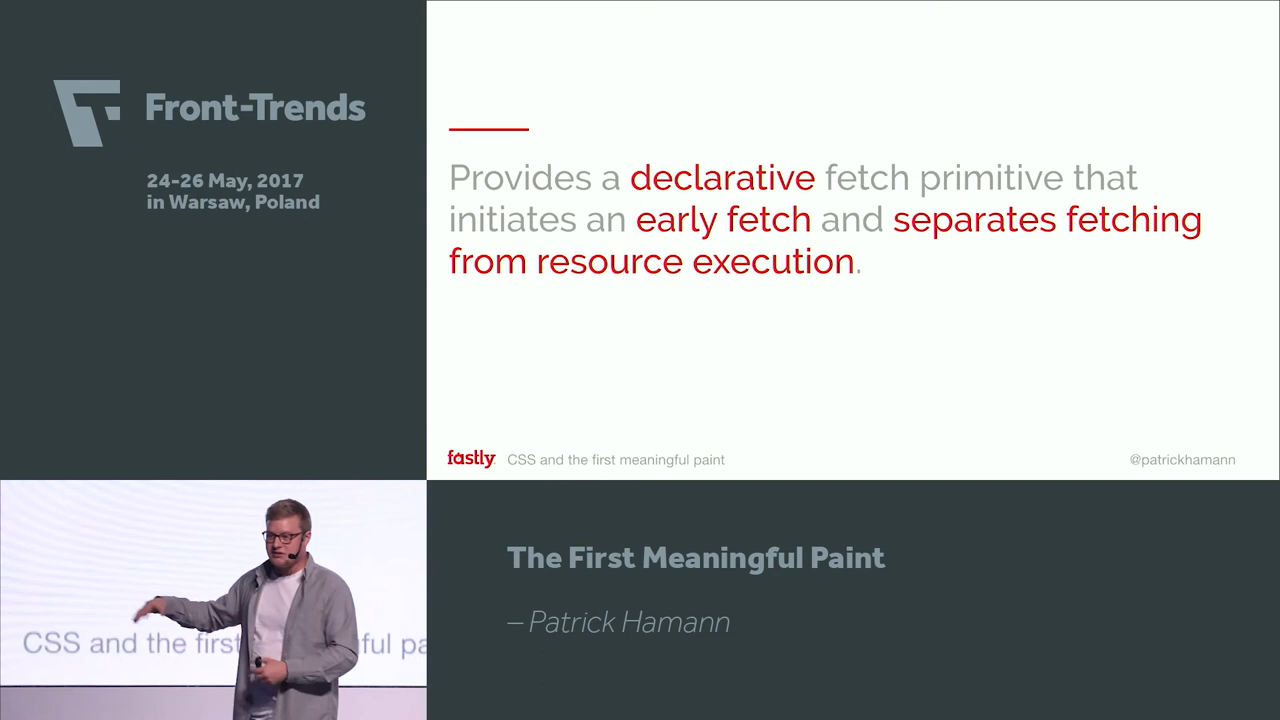 Front-Trends
24-26 May, 2017
in Warsaw, Poland
Provides a declarative fetch primitive that
initiates an early fetch and separates fetching
from resource execution.
fastly
CSS and the first meaningful paint
@patrickhamann
CSS and the first ful pa
The First Meaningful Paint
– Patrick Hamann